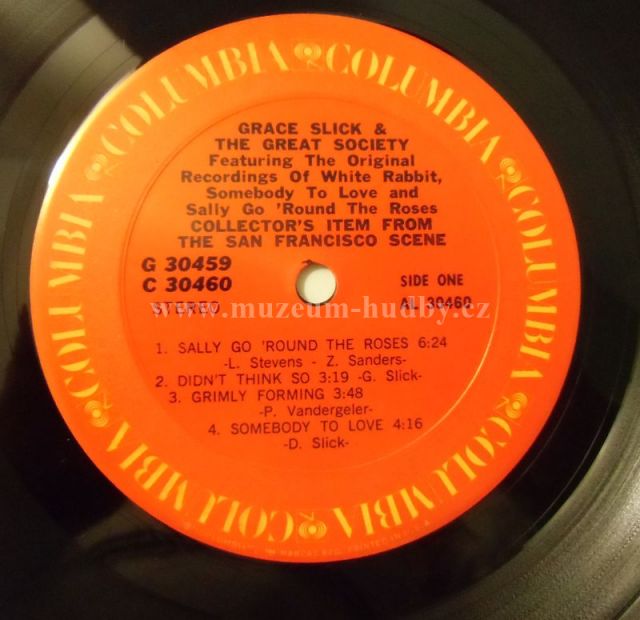 COLUMBIA COLUMBIA COLUMBIA COLUMBIA COLUMBIA COLUMBIA
GRACE SLICK &
THE GREAT SOCIETY
Featuring The Original
Recordings Of White Rabbit,
Somebody To Love and
Sally Go 'Round The Roses
COLLECTOR'S ITEM FROM
THE SAN FRANCISCO SCENE
G 30459
C 30460
SIDE ONE
STEREO
AL 30460
www.muzeum-hudby.cz
1. SALLY GO 'ROUND THE ROSES 6:24
-L. Stevens - Z. Sanders-
2. DIDN'T THINK SO 3:19 -G. Slick-
3. GRIMLY FORMING 3:48
-P. Vandergeler-
4. SOMEBODY TO LOVE 4:16
-D. Slick-